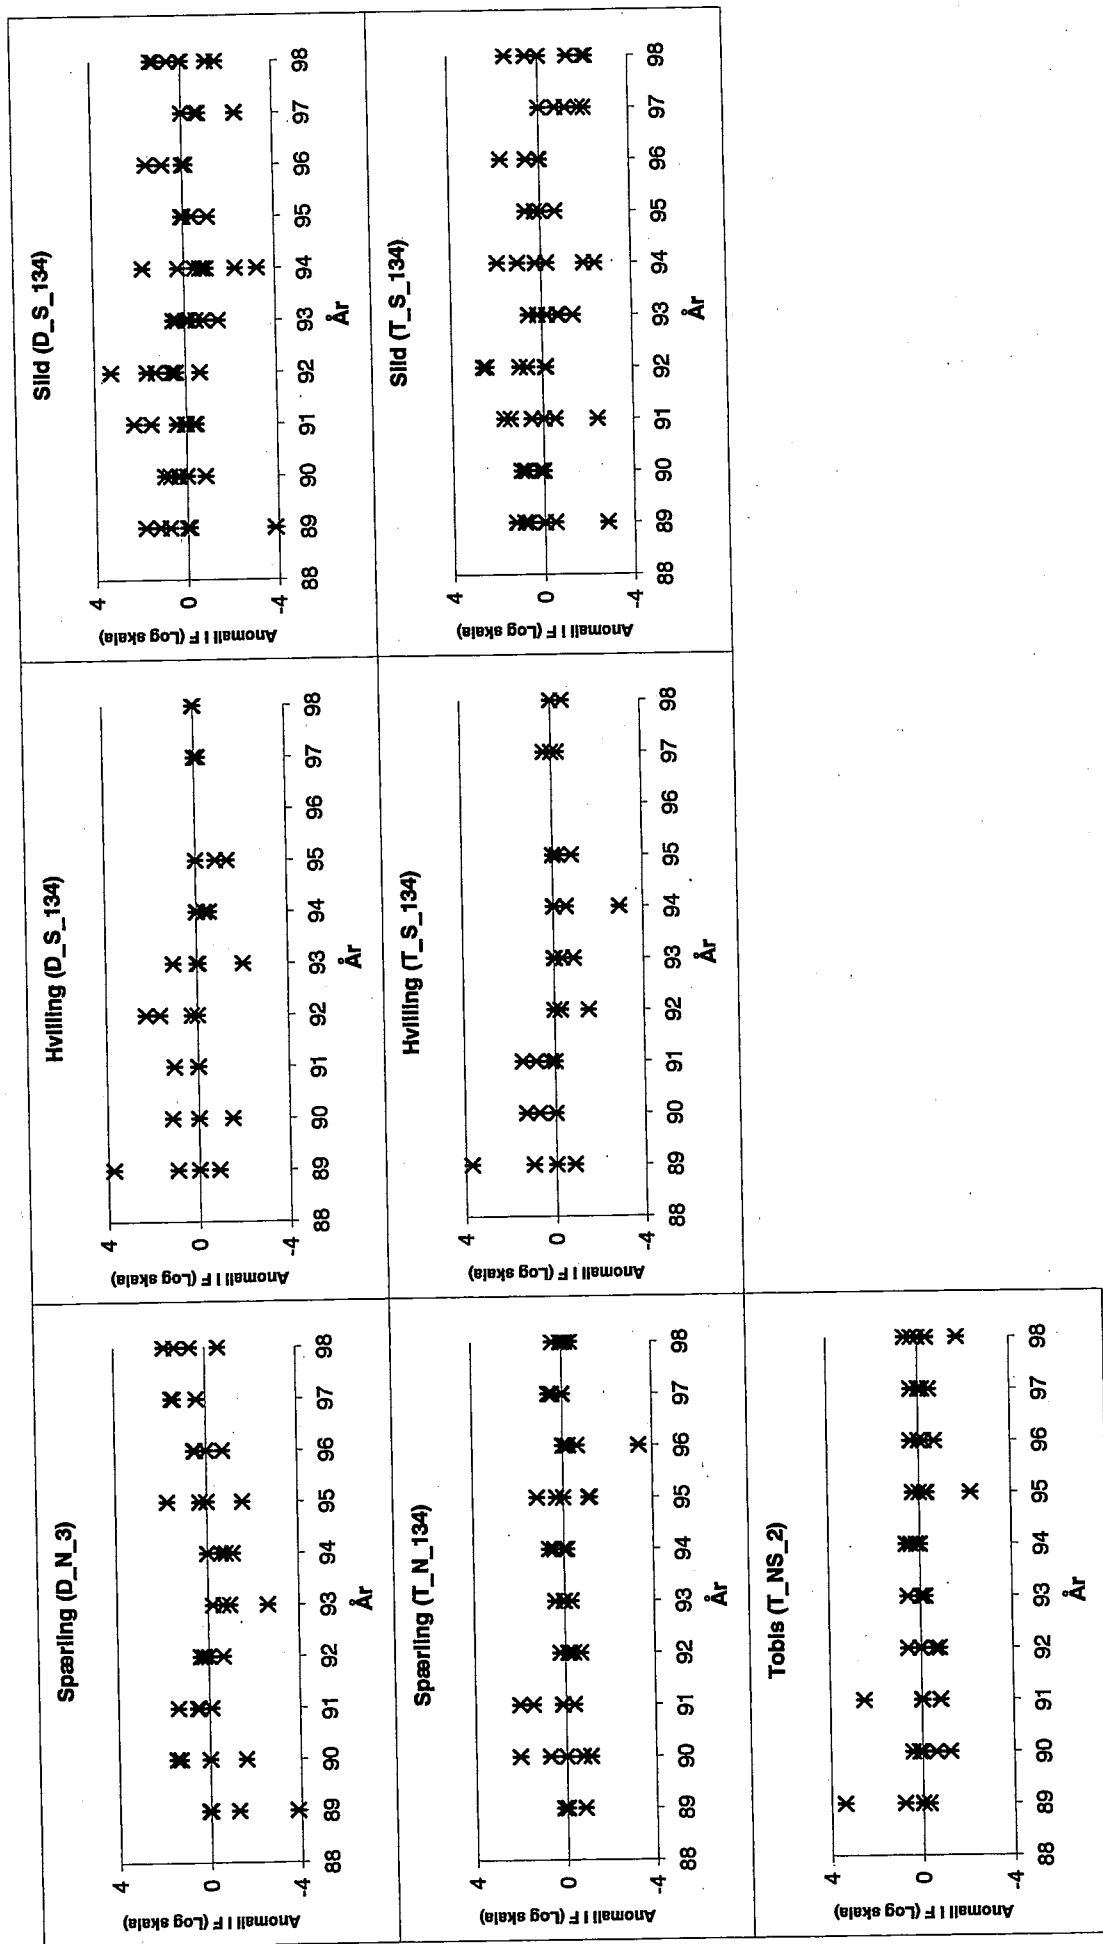 Spærling (D_N_3)
Anomali i F (Log skala)
4
0
-4
88 89 90 91 92 93 94 95 96 97 98
År
Hvilling (D_S_134)
Anomali i F (Log skala)
4
0
-4
88 89 90 91 92 93 94 95 96 97 98
År
Sild (D_S_134)
Anomali i F (Log skala)
4
0
-4
88 89 90 91 92 93 94 95 96 97 98
År
Spærling (T_N_134)
Anomali i F (Log skala)
4
0
-4
88 89 90 91 92 93 94 95 96 97 98
År
Hvilling (T_S_134)
Anomali i F (Log skala)
4
0
-4
88 89 90 91 92 93 94 95 96 97 98
År
Sild (T_S_134)
Anomali i F (Log skala)
4
0
-4
88 89 90 91 92 93 94 95 96 97 98
År
Tobis (T_NS_2)
Anomali i F (Log skala)
4
0
-4
88 89 90 91 92 93 94 95 96 97 98
År